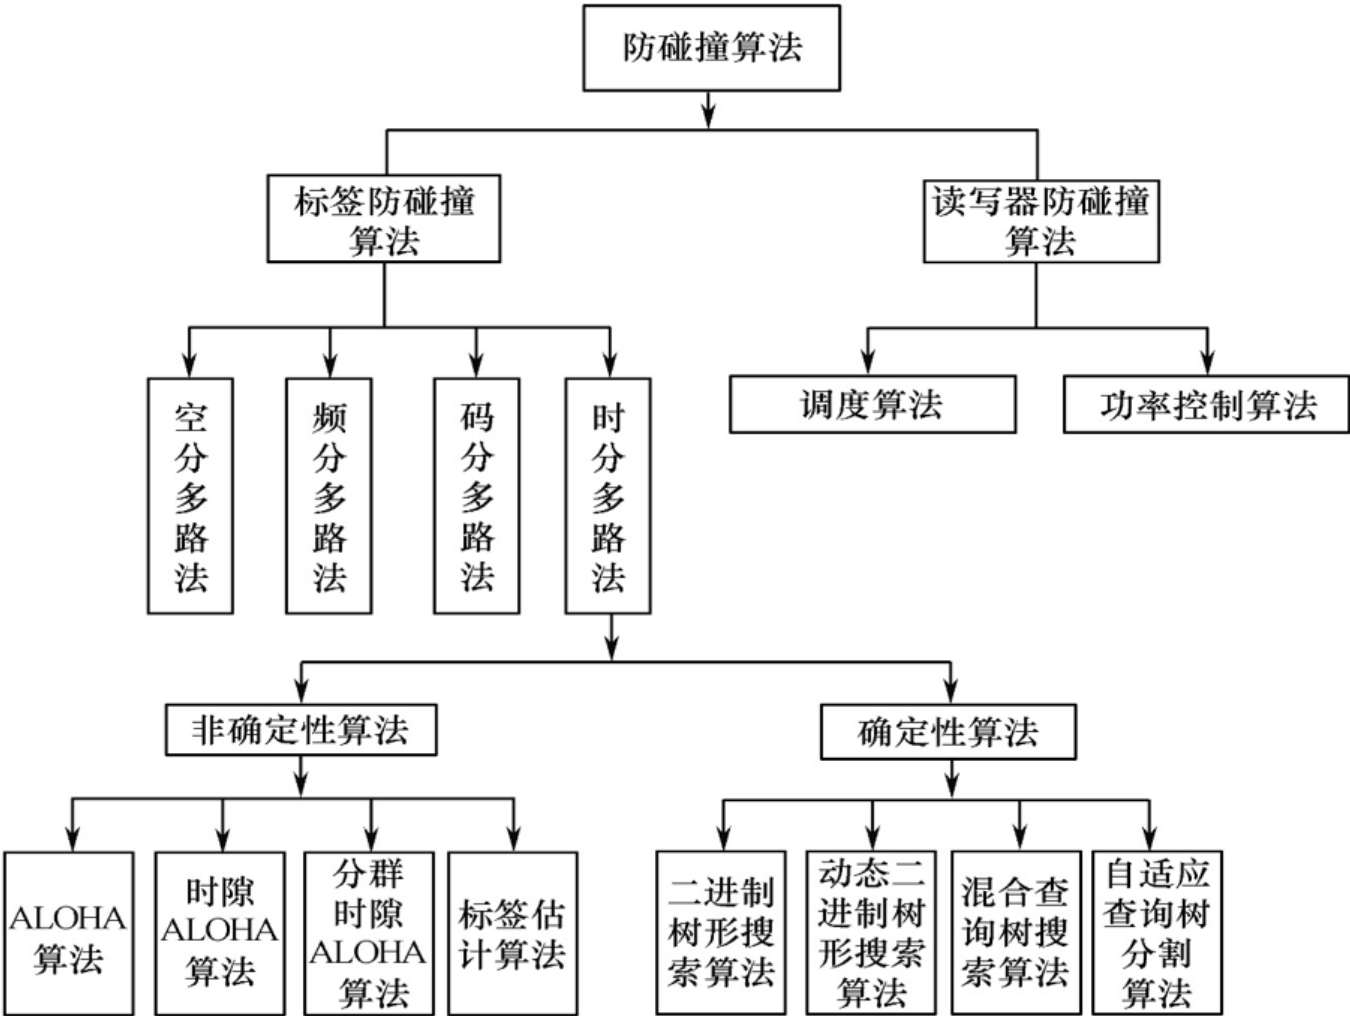 防碰撞算法
标签防碰撞
算法
读写器防碰撞
算法
空分多路法
频分多路法
码分多路法
时分多路法
调度算法
功率控制算法
非确定性算法
确定性算法
ALOHA
算法
时隙
ALOHA
算法
分群
时隙
ALOHA
算法
标签估
计算法
二进制
树形搜
索算法
动态二
进制树
形搜索
算法
混合查
询树搜
索算法
自适应
查询树
分割
算法